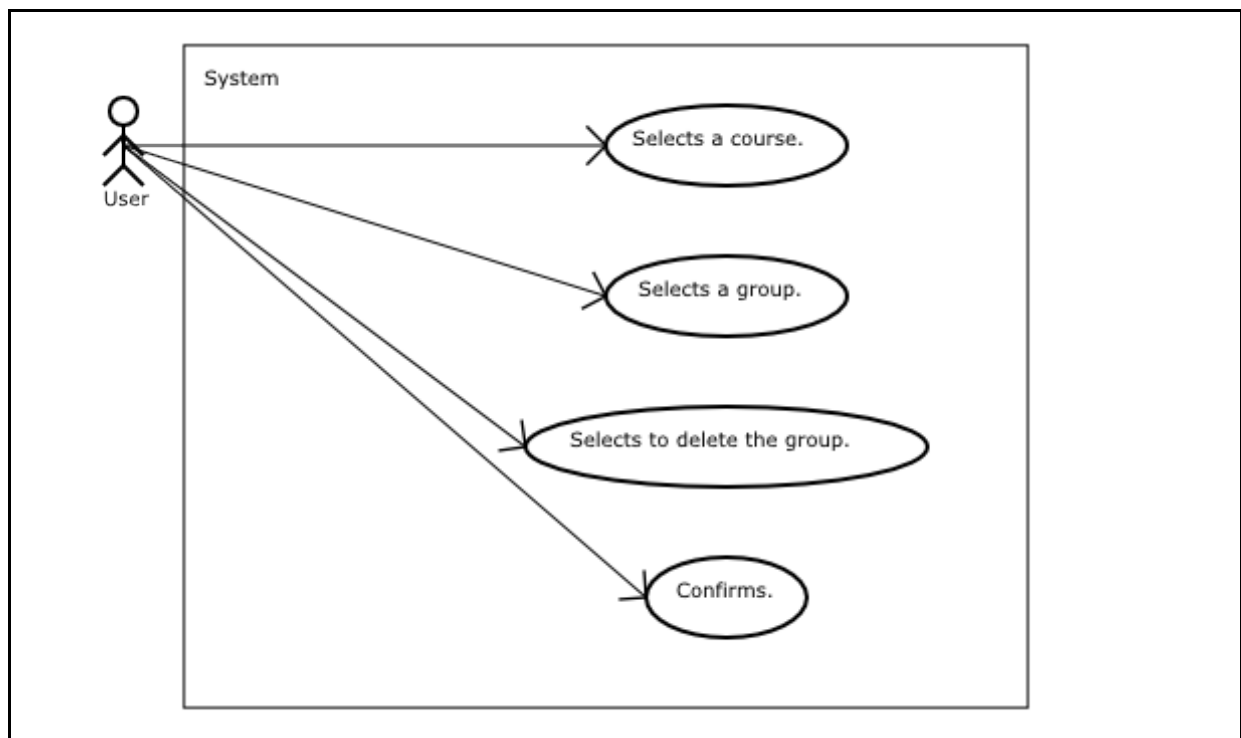 System
Selects a course.
User
Selects a group.
Selects to delete the group.
Confirms.